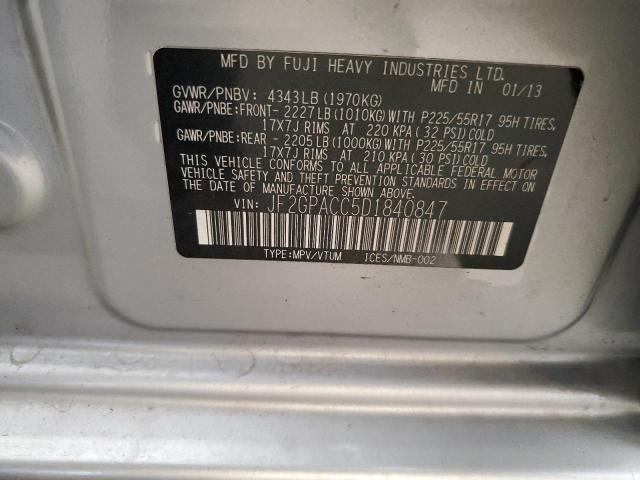 MFD BY FUJI HEAVY INDUSTRIES LTD.
MFD IN 01/13
GVWR/PNBV: 4343LB(1970KG)
GAWR/PNBE:FRONT- 2227LB(1010KG)WITH P225/55R17 95H TIRES,
17X7J RIMS AT 220 KPA(32 PSI)COLD
GAWR/PNBE:REAR - 2205LB(1000KG)WITH P225/55R17 95H TIRES,
17X7J RIMS AT 210 KPA(30 PSI)COLD
THIS VEHICLE CONFORMS TO ALL APPLICABLE FEDERAL MOTOR
VEHICLE SAFETY AND THEFT PREVENTION STANDARDS IN EFFECT
ON THE DATE OF MANUFACTURE SHOWN ABOVE.
VIN: JF2GPACC5D1840847
TYPE:MPV/VTUM ICES/NMB-002